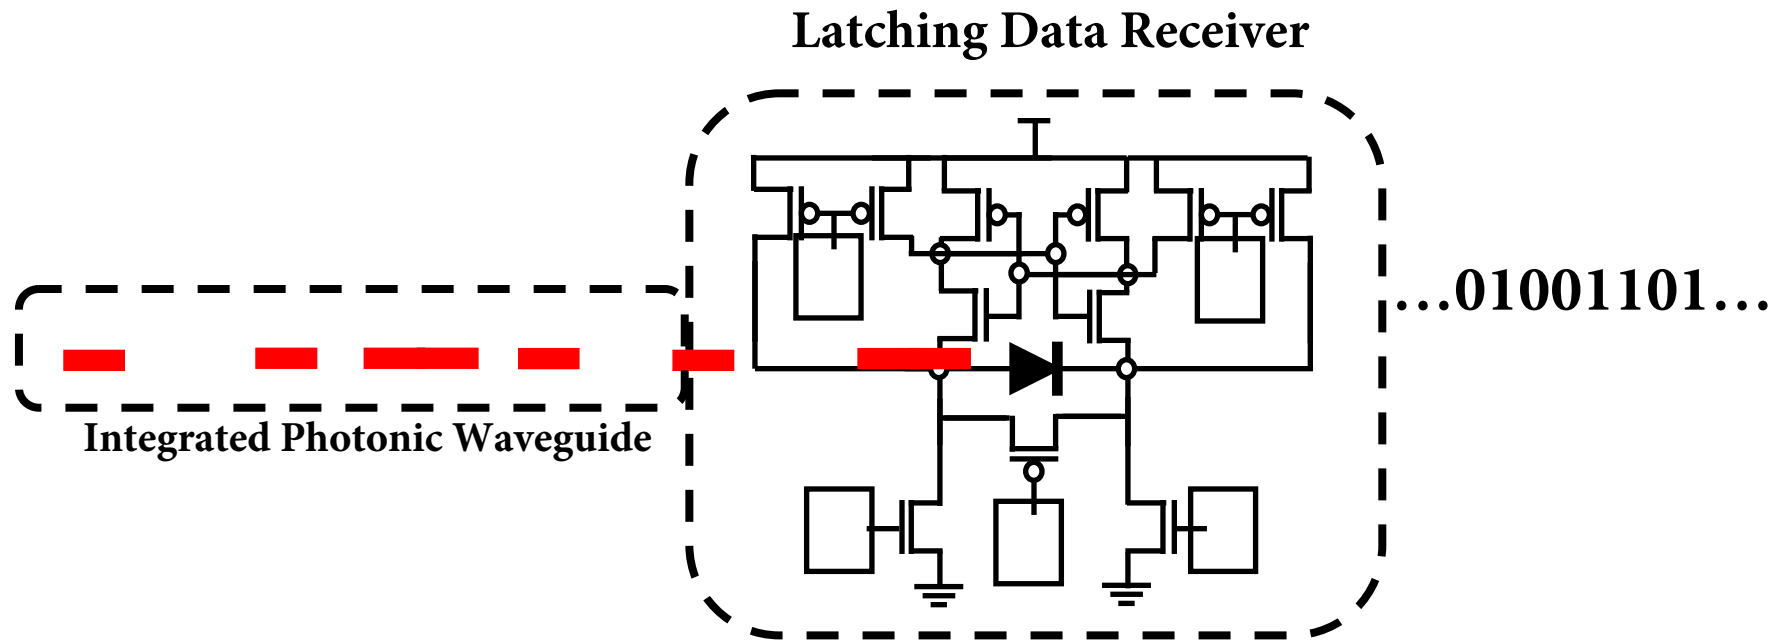 Latching Data Receiver
...01001101...
Integrated Photonic Waveguide